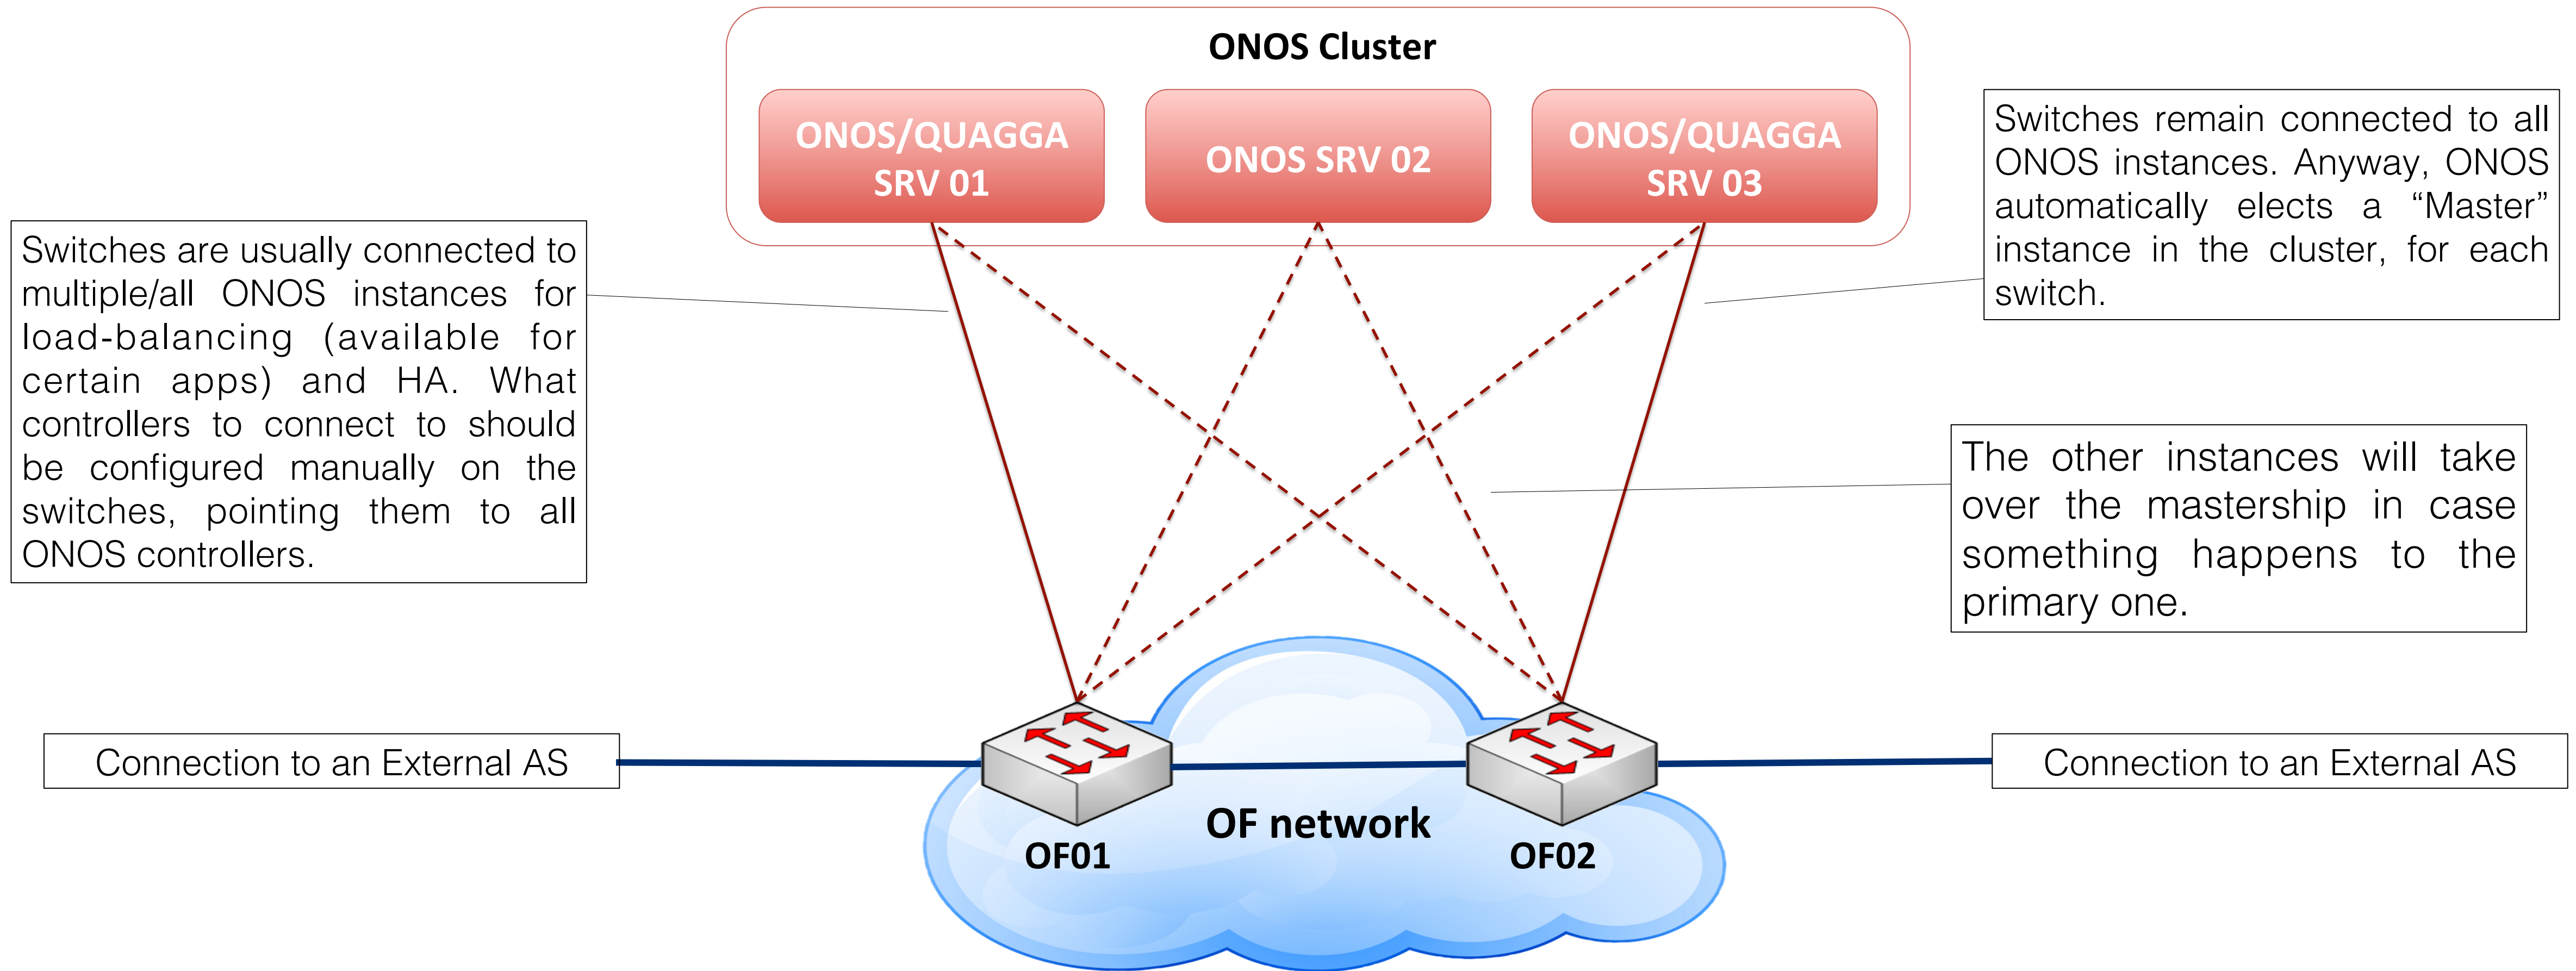 ONOS Cluster
ONOS/QUAGGA
SRV 01
ONOS SRV 02
ONOS/QUAGGA
SRV 03
Switches are usually connected to
multiple/all ONOS instances for
load-balancing (available for
certain apps) and HA. What
controllers to connect to should
be configured manually on the
switches, pointing them to all
ONOS controllers.
Switches remain connected to all
ONOS instances. Anyway, ONOS
automatically elects a “Master”
instance in the cluster, for each
switch.
The other instances will take
over the mastership in case
something happens to the
primary one.
Connection to an External AS
Connection to an External AS
OF network
OF01
OF02